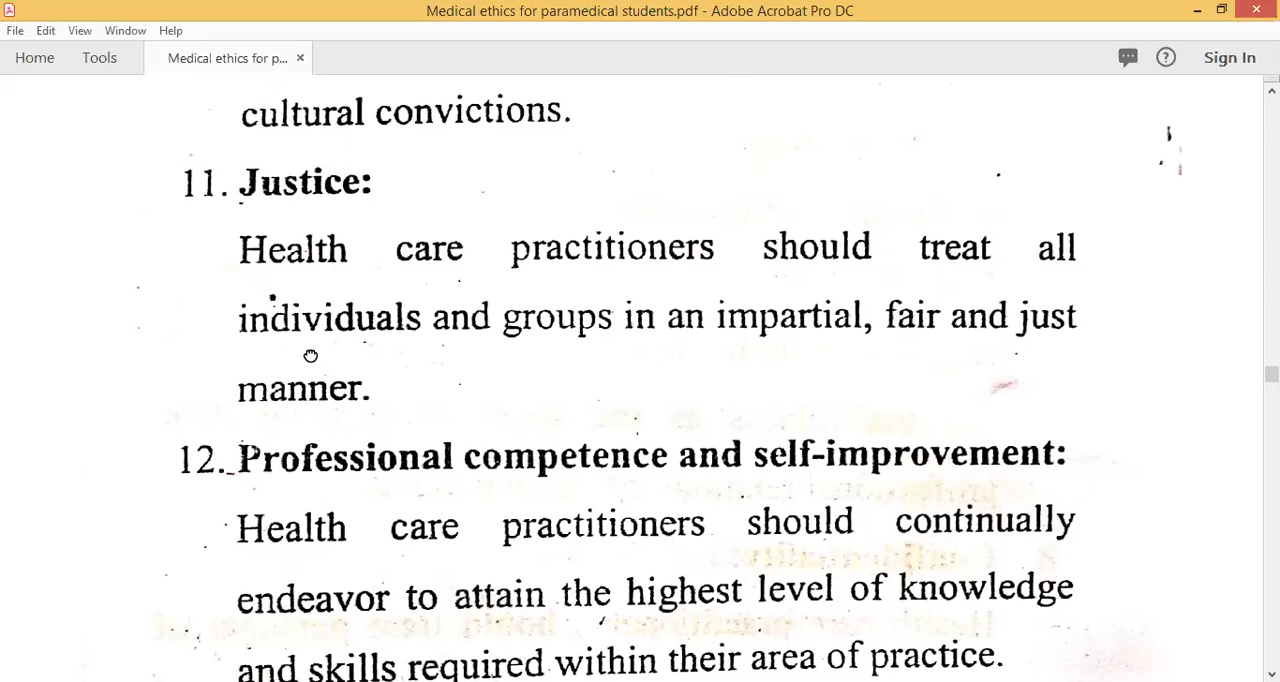 Medical ethics for paramedical students.pdf - Adobe Acrobat Pro DC
File Edit View Window Help
Home Tools Medical ethics for p... × Sign In
cultural convictions.
11. Justice:
Health care practitioners should treat all
individuals and groups in an impartial, fair and just
manner.
12. Professional competence and self-improvement:
Health care practitioners should continually
endeavor to attain the highest level of knowledge
and skills required within their area of practice.